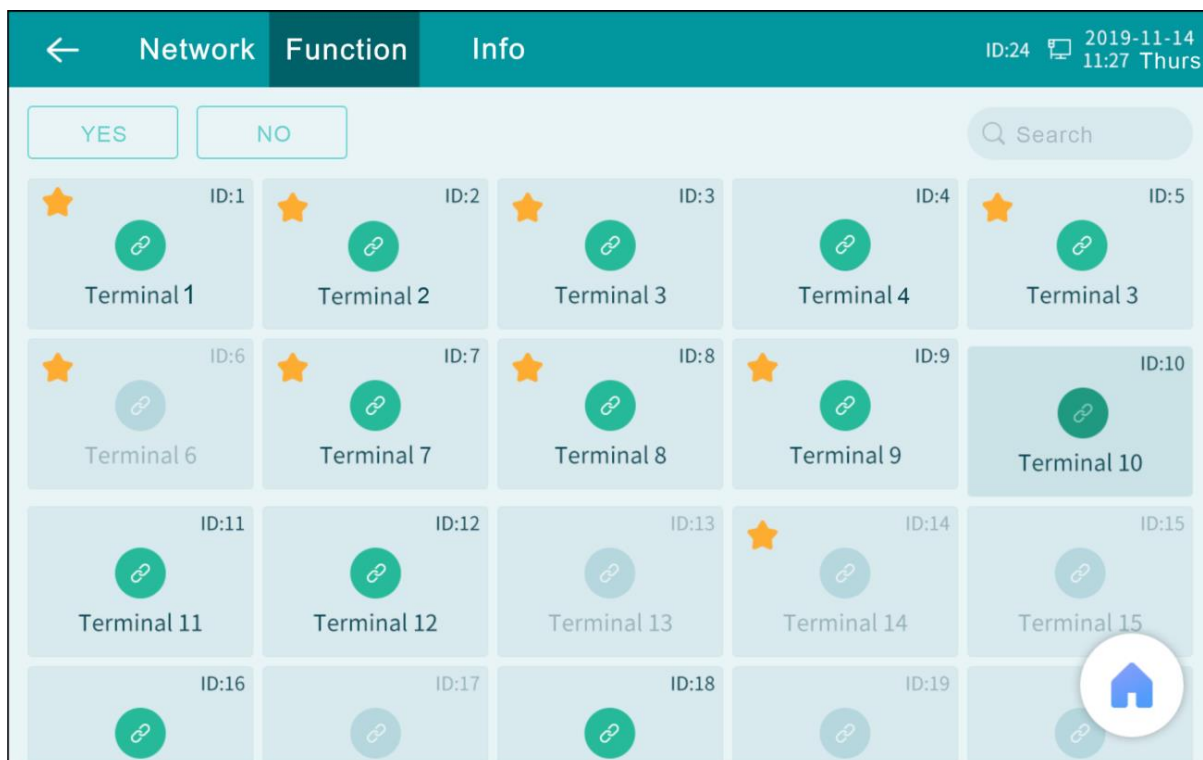 Network Function Info ID:24 2019-11-14
11:27 Thurs
YES NO Search
ID:1 ID:2 ID:3 ID:4 ID:5
Terminal 1 Terminal 2 Terminal 3 Terminal 4 Terminal 3
ID:6 ID:7 ID:8 ID:9 ID:10
Terminal 6 Terminal 7 Terminal 8 Terminal 9 Terminal 10
ID:11 ID:12 ID:13 ID:14 ID:15
Terminal 11 Terminal 12 Terminal 13 Terminal 14 Terminal 15
ID:16 ID:17 ID:18 ID:19